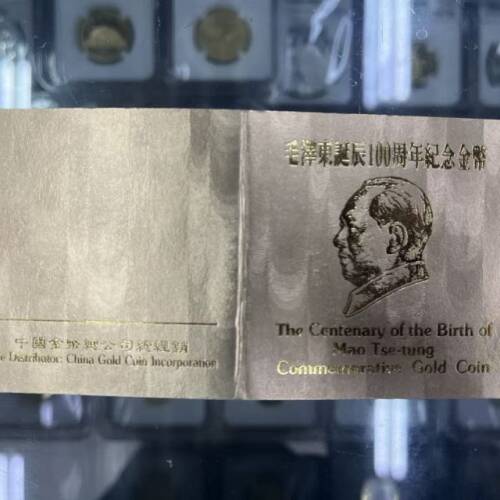 毛澤東誕辰100周年紀念金幣
The Centenary of the Birth of
Mao Tse-tung
Commemorative Gold Coin
中國金幣總公司統經銷
Distributor: China Gold Coin Incorporation